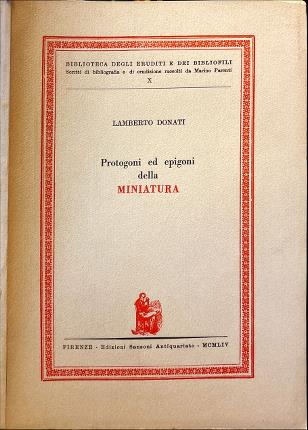 BIBLIOTECA DEGLI ERUDITI E DEI BIBLIOFILI
Scritti di bibliografia e di erudizione raccolti da Marino Parenti
X
LAMBERTO DONATI
Protogoni ed epigoni
della
MINIATURA
FIRENZE - Edizioni Sansoni Antiquariato - MCMLIV